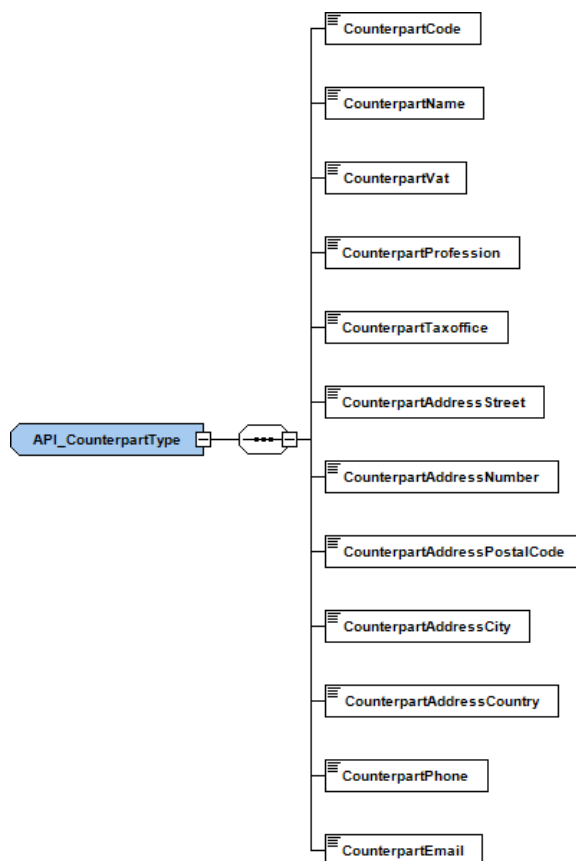 CounterpartCode
CounterpartName
CounterpartVat
CounterpartProfession
CounterpartTaxoffice
CounterpartAddressStreet
API_CounterpartType
CounterpartAddressNumber
CounterpartAddressPostalCode
CounterpartAddressCity
CounterpartAddressCountry
CounterpartPhone
CounterpartEmail